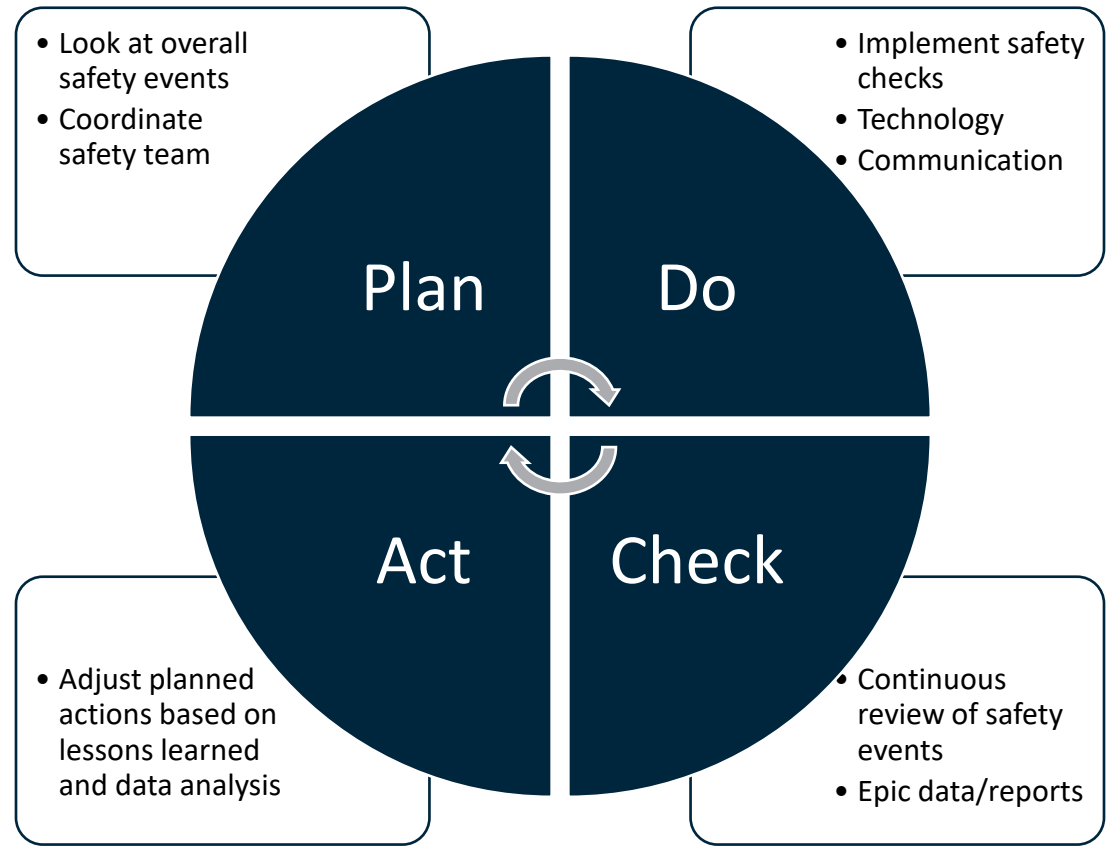 • Look at overall
safety events
• Coordinate
safety team
Plan
• Implement safety
checks
• Technology
• Communication
Do
Act
• Adjust planned
actions based on
lessons learned
and data analysis
Check
• Continuous
review of safety
events
• Epic data/reports